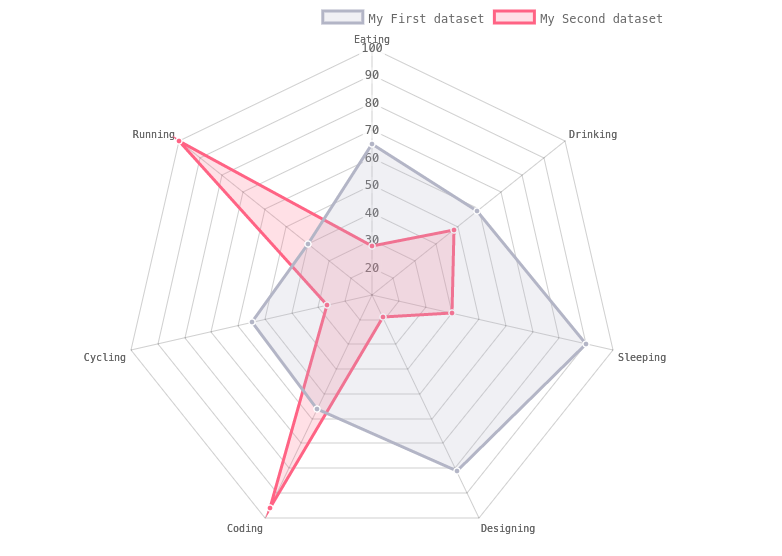 My First dataset My Second dataset
Eating
100
90
80
70
60
50
40
30
20
Running
Drinking
Cycling
Sleeping
Coding
Designing